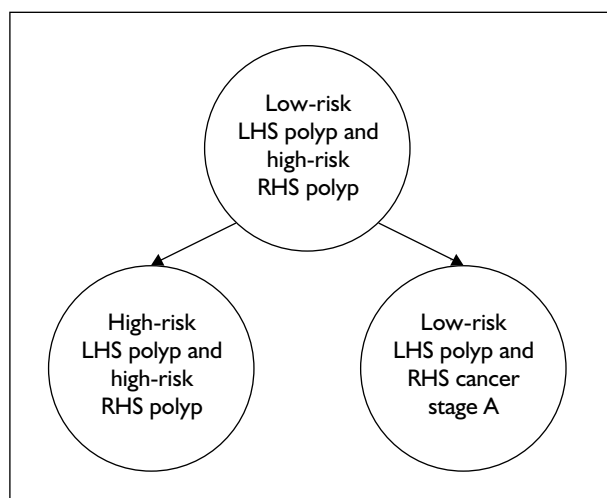 Low-risk
LHS polyp and
high-risk
RHS polyp
High-risk
LHS polyp and
high-risk
RHS polyp
Low-risk
LHS polyp and
RHS cancer
stage A